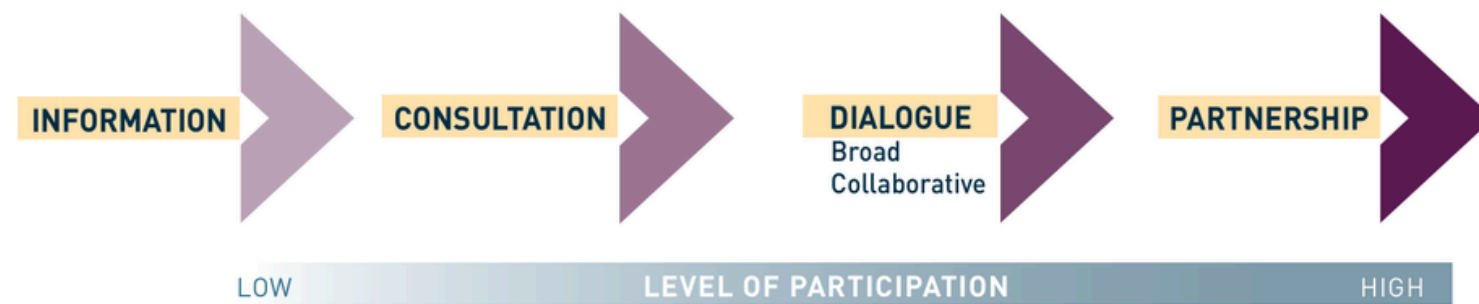 INFORMATION
CONSULTATION
DIALOGUE
Broad
Collaborative
PARTNERSHIP
LOW LEVEL OF PARTICIPATION HIGH